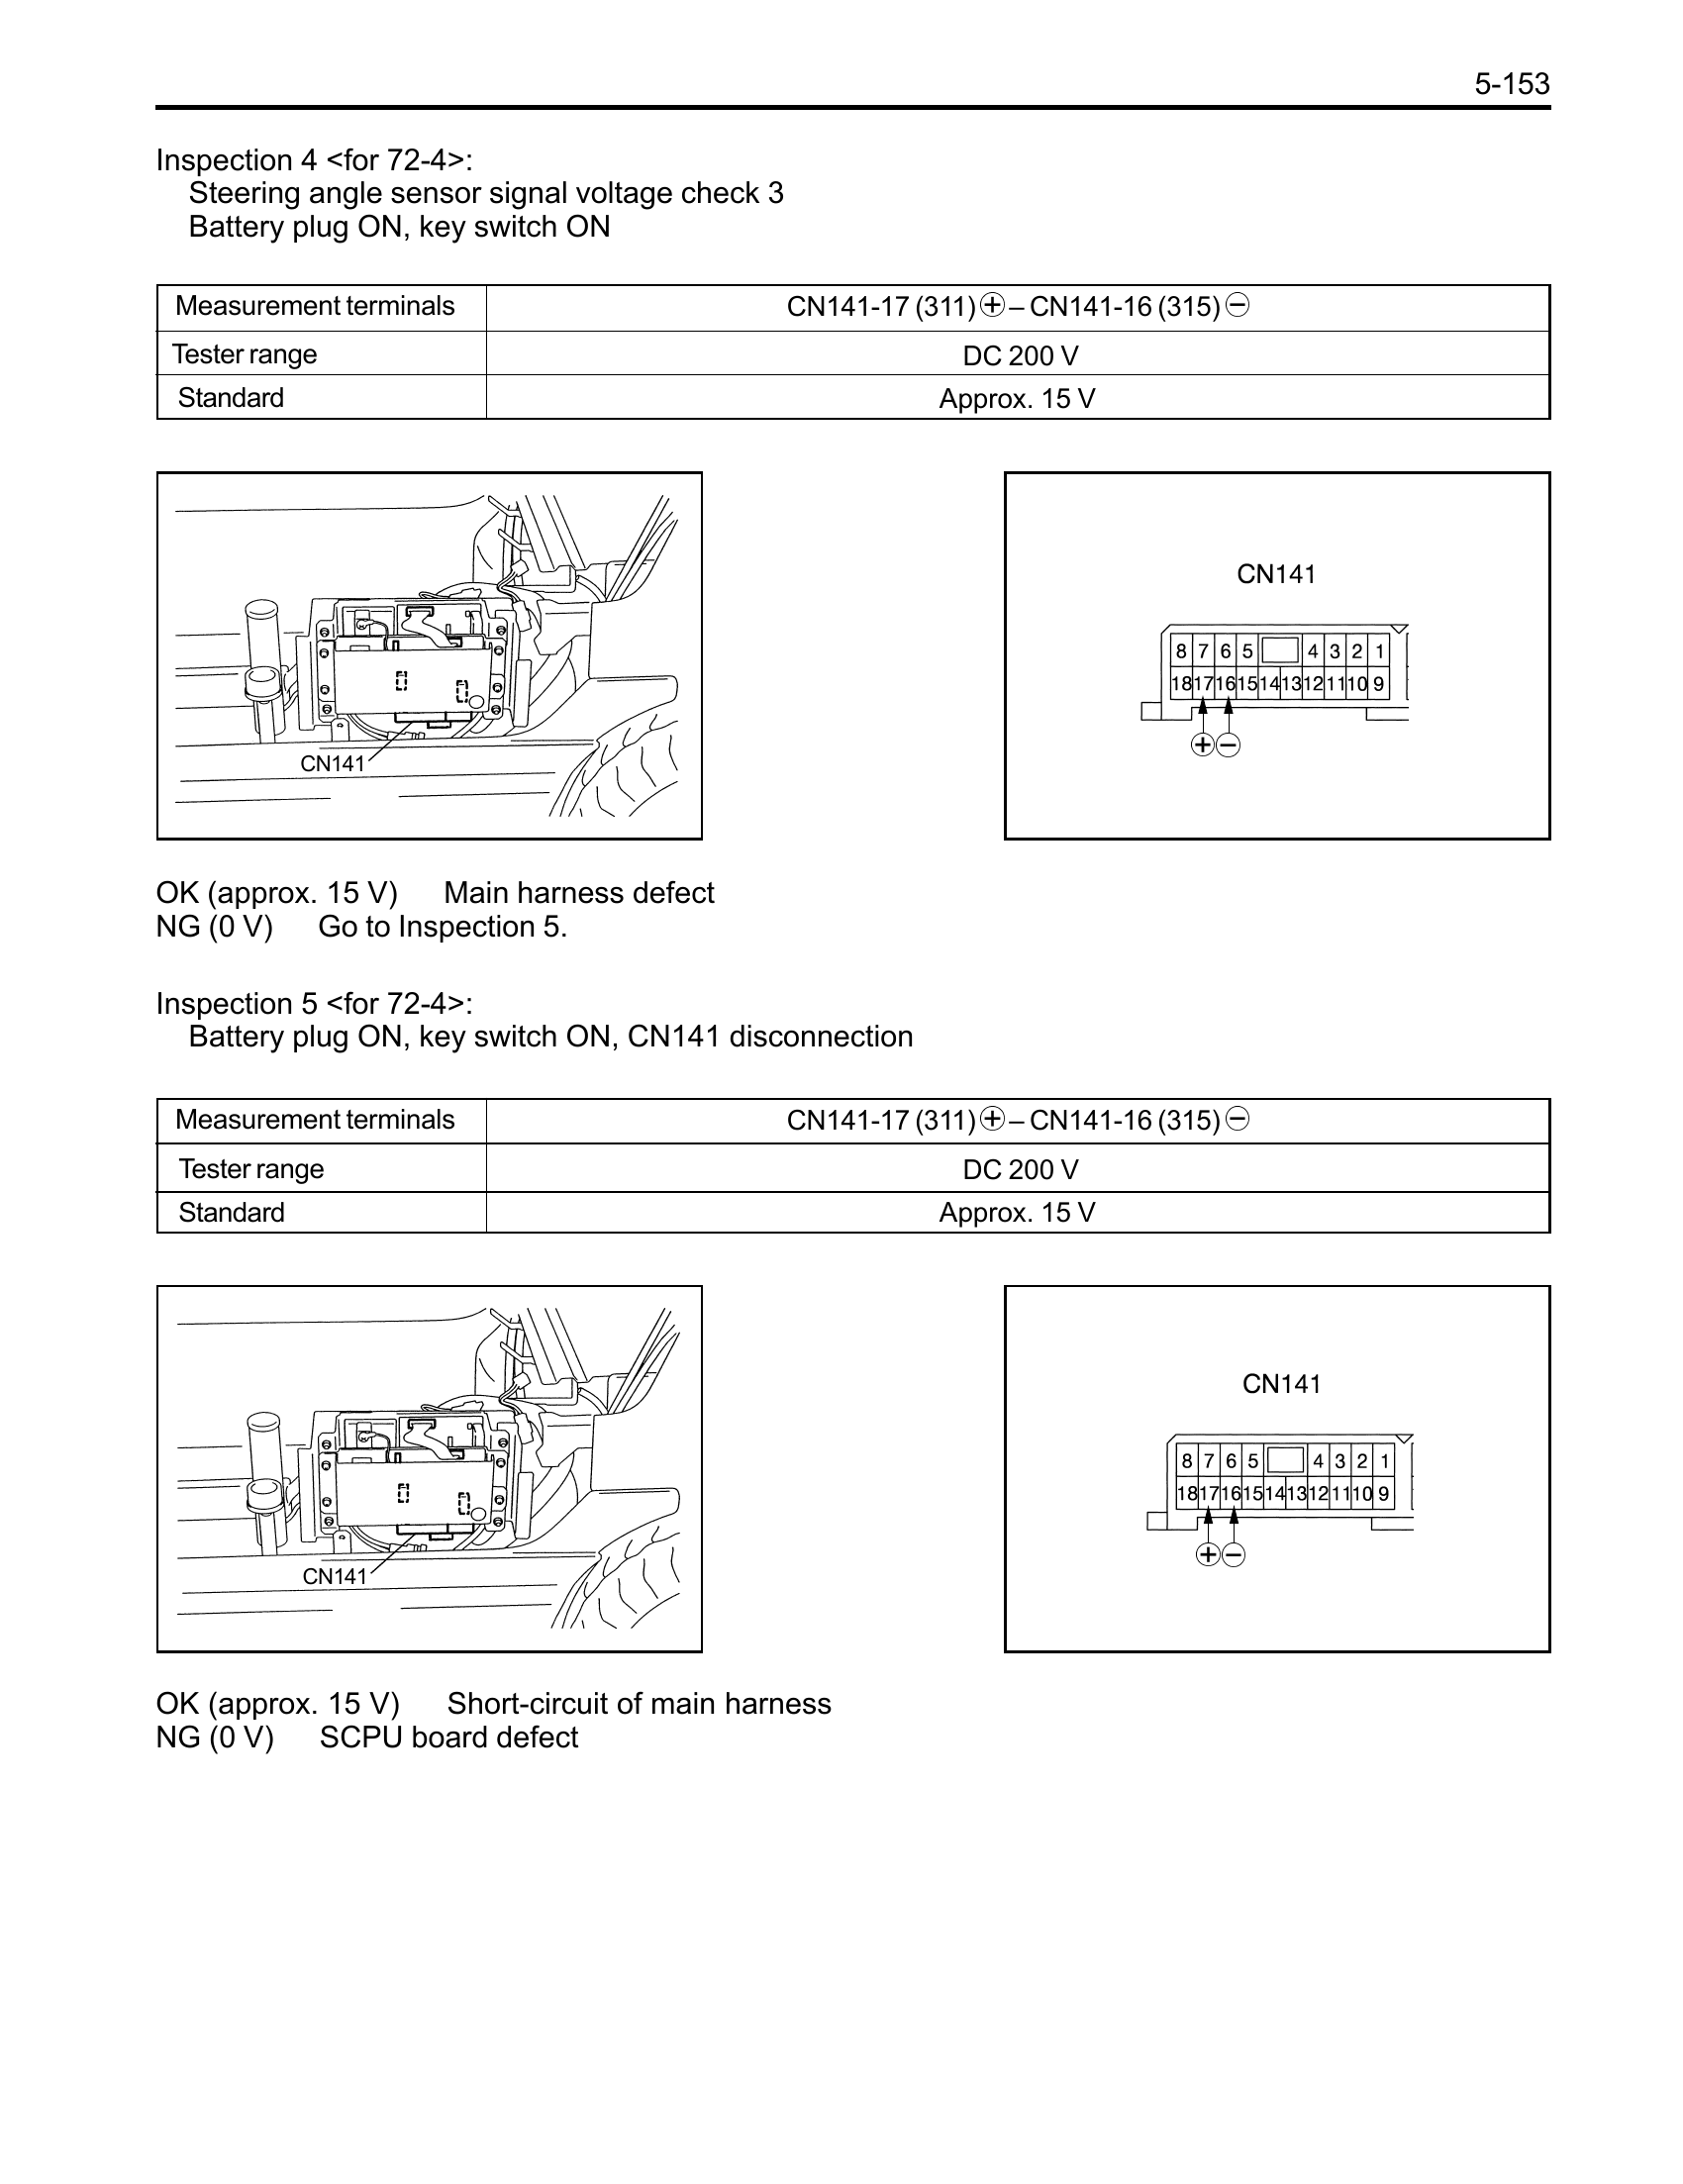 5-153
Inspection 4 <for 72-4>:
Steering angle sensor signal voltage check 3
Battery plug ON, key switch ON
Measurement terminals CN141-17 (311) ⊕ – CN141-16 (315) ⊖
Tester range DC 200 V
Standard Approx. 15 V
CN141
CN141
8 7 6 5 4 3 2 1
18 17 16 15 14 13 12 11 10 9
⊕ ⊖
OK (approx. 15 V) Main harness defect
NG (0 V) Go to Inspection 5.
Inspection 5 <for 72-4>:
Battery plug ON, key switch ON, CN141 disconnection
Measurement terminals CN141-17 (311) ⊕ – CN141-16 (315) ⊖
Tester range DC 200 V
Standard Approx. 15 V
CN141
CN141
8 7 6 5 4 3 2 1
18 17 16 15 14 13 12 11 10 9
⊕ ⊖
OK (approx. 15 V) Short-circuit of main harness
NG (0 V) SCPU board defect